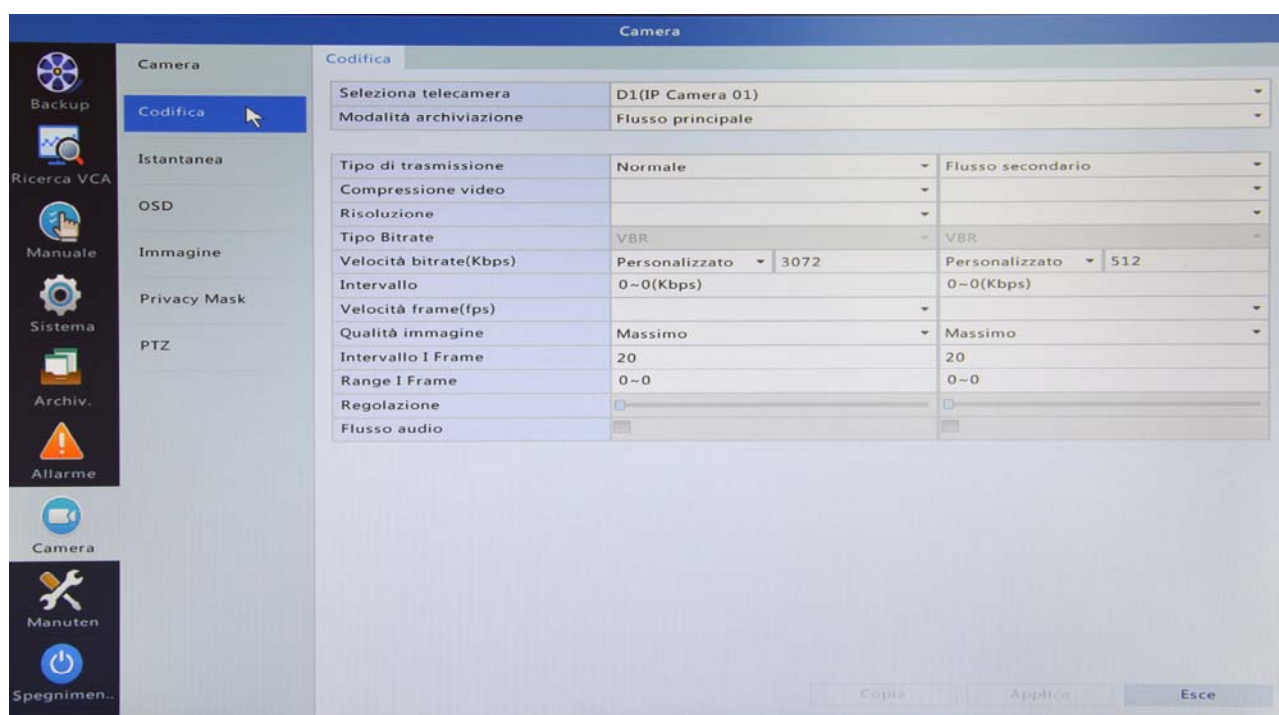 Camera
Backup
Ricerca VCA
Manuale
Sistema
Archiv.
Allarme
Camera
Manuten
Spegnimen..
Camera
Codifica
Istantanea
OSD
Immagine
Privacy Mask
PTZ
Codifica
Seleziona telecamera D1(IP Camera 01)
Modalità archiviazione Flusso principale
Tipo di trasmissione Normale Flusso secondario
Compressione video
Risoluzione
Tipo Bitrate VBR VBR
Velocità bitrate(Kbps) Personalizzato 3072 Personalizzato 512
Intervallo 0~0(Kbps) 0~0(Kbps)
Velocità frame(fps)
Qualità immagine Massimo Massimo
Intervallo I Frame 20 20
Range I Frame 0~0 0~0
Regolazione
Flusso audio
Copia Applica Esce